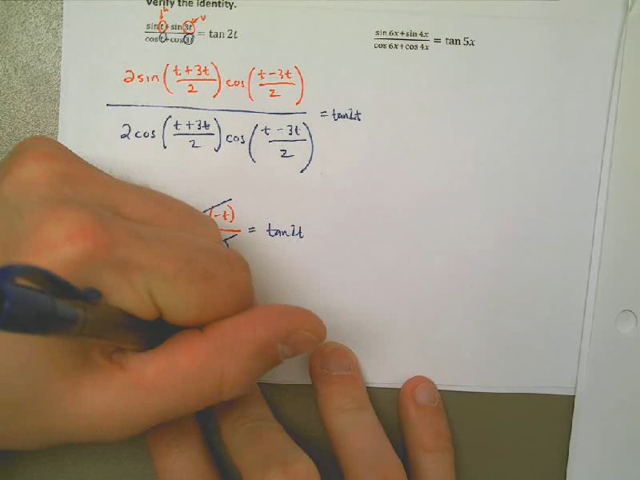 Verify the Identity.
u v
sin t + sin 3t / cos t + cos 3t = tan 2t
sin 6x + sin 4x / cos 6x + cos 4x = tan 5x
2 sin ( t + 3t / 2 ) cos ( t - 3t / 2 ) / 2 cos ( t + 3t / 2 ) cos ( t - 3t / 2 ) = tan 2t
(-t) = tan 2t